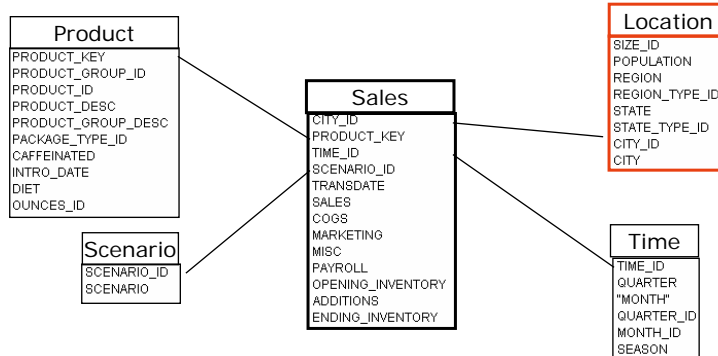 Product
PRODUCT_KEY
PRODUCT_GROUP_ID
PRODUCT_ID
PRODUCT_DESC
PRODUCT_GROUP_DESC
PACKAGE_TYPE_ID
CAFFEINATED
INTRO_DATE
DIET
OUNCES_ID
Scenario
SCENARIO_ID
SCENARIO
Sales
CITY_ID
PRODUCT_KEY
TIME_ID
SCENARIO_ID
TRANSDATE
SALES
COGS
MARKETING
MISC
PAYROLL
OPENING_INVENTORY
ADDITIONS
ENDING_INVENTORY
Location
SIZE_ID
POPULATION
REGION
REGION_TYPE_ID
STATE
STATE_TYPE_ID
CITY_ID
CITY
Time
TIME_ID
QUARTER
"MONTH"
QUARTER_ID
MONTH_ID
SEASON